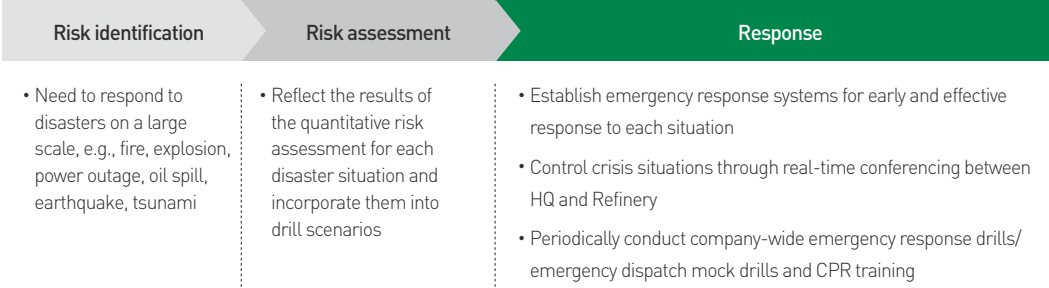 Risk identification
Risk assessment
Response
• Need to respond to
disasters on a large
scale, e.g., fire, explosion,
power outage, oil spill,
earthquake, tsunami
• Reflect the results of
the quantitative risk
assessment for each
disaster situation and
incorporate them into
drill scenarios
• Establish emergency response systems for early and effective
response to each situation
• Control crisis situations through real-time conferencing between
HQ and Refinery
• Periodically conduct company-wide emergency response drills/
emergency dispatch mock drills and CPR training